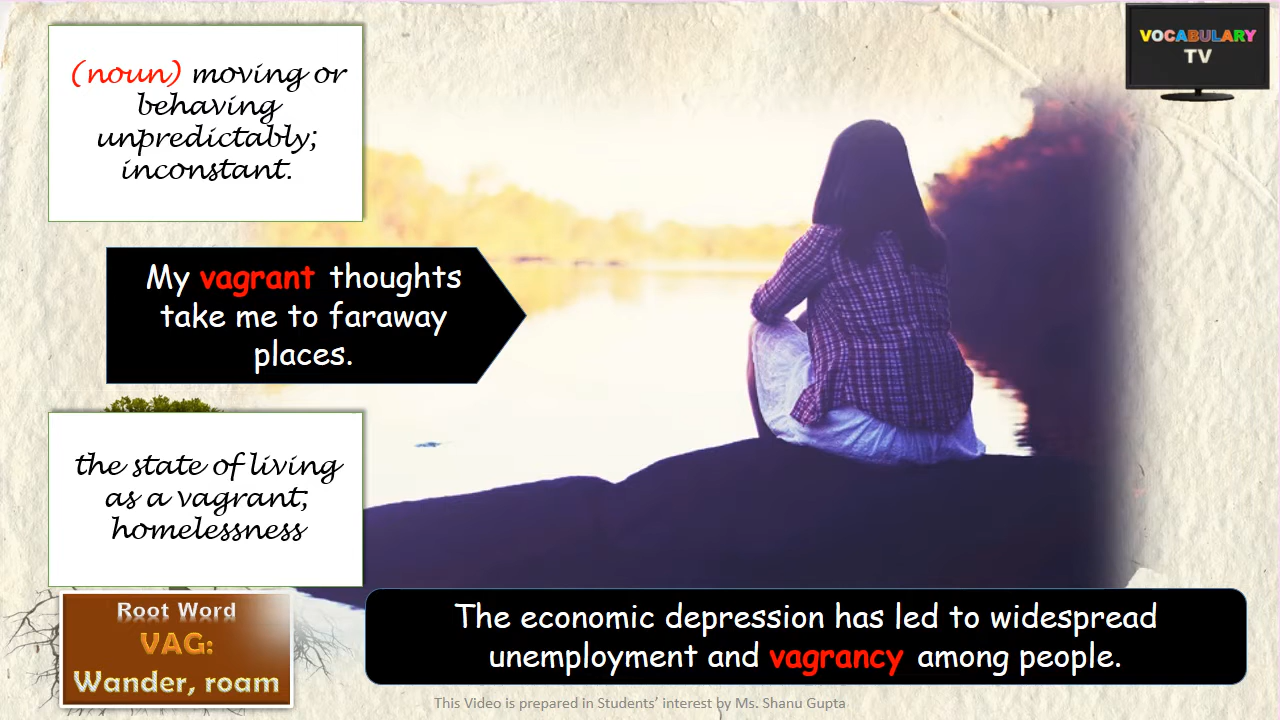 VOCABULARY
TV
(noun) moving or
behaving
unpredictably;
inconstant.
My vagrant thoughts
take me to faraway
places.
the state of living
as a vagrant;
homelessness
Root Word
VAG:
Wander, roam
The economic depression has led to widespread
unemployment and vagrancy among people.
This Video is prepared in Students' interest by Ms. Shanu Gupta